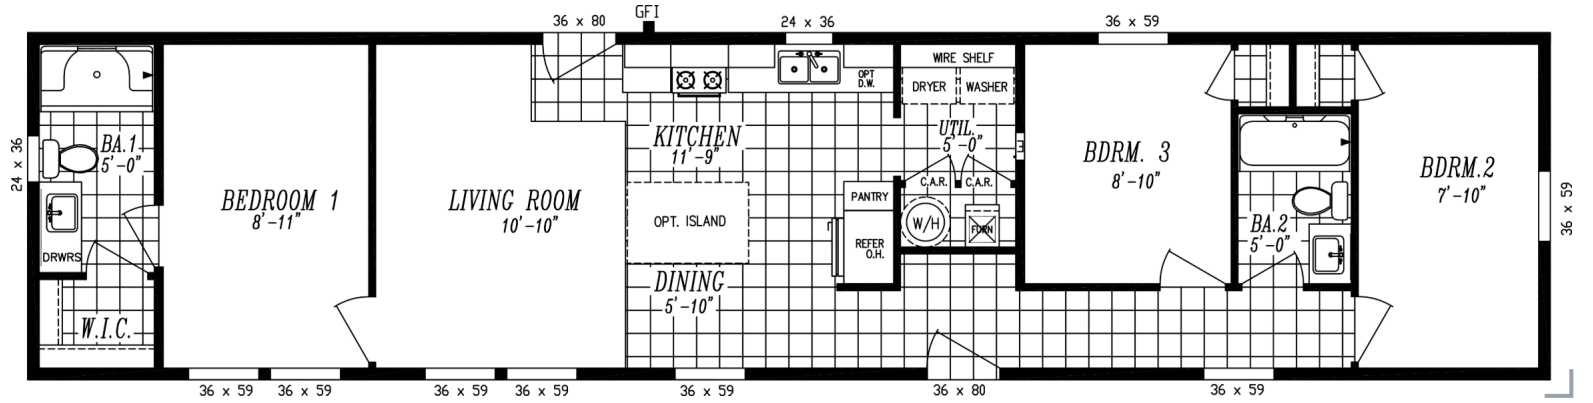 GFI
36 x 80
24 x 36
36 x 59
WIRE SHELF
OPT
D.W.
DRYER
WASHER
24 x 36
BA.1
5'-0"
KITCHEN
11'-9"
UTIL.
5'-0"
BDRM. 3
8'-10"
BDRM.2
7'-10"
BEDROOM 1
8'-11"
LIVING ROOM
10'-10"
C.A.R.
C.A.R.
PANTRY
OPT. ISLAND
W/H
FURN
REFER
O.H.
BA.2
5'-0"
36 x 59
DRWRS
DINING
5'-10"
W.I.C.
36 x 59
36 x 59
36 x 59
36 x 59
36 x 59
36 x 80
36 x 59